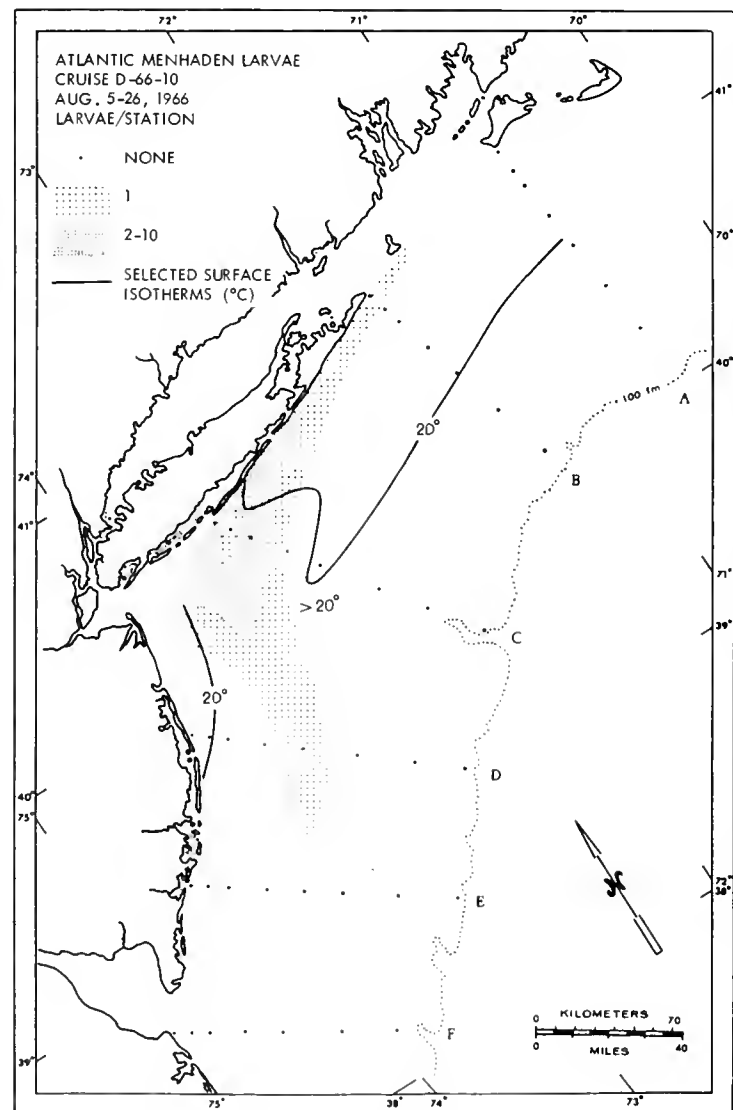 72°
71°
70°
ATLANTIC MENHADEN LARVAE
CRUISE D-66-10
AUG. 5-26, 1966
LARVAE/STATION
NONE
1
2-10
SELECTED SURFACE
ISOTHERMS (°C)
41°
73°
70°
40°
100 fm
A
20°
B
74°
41°
71°
39°
>20°
C
20°
D
40°
75°
72°
38°
N
E
KILOMETERS
0 70
0 40
MILES
F
39°
75°
38° 74°
73°